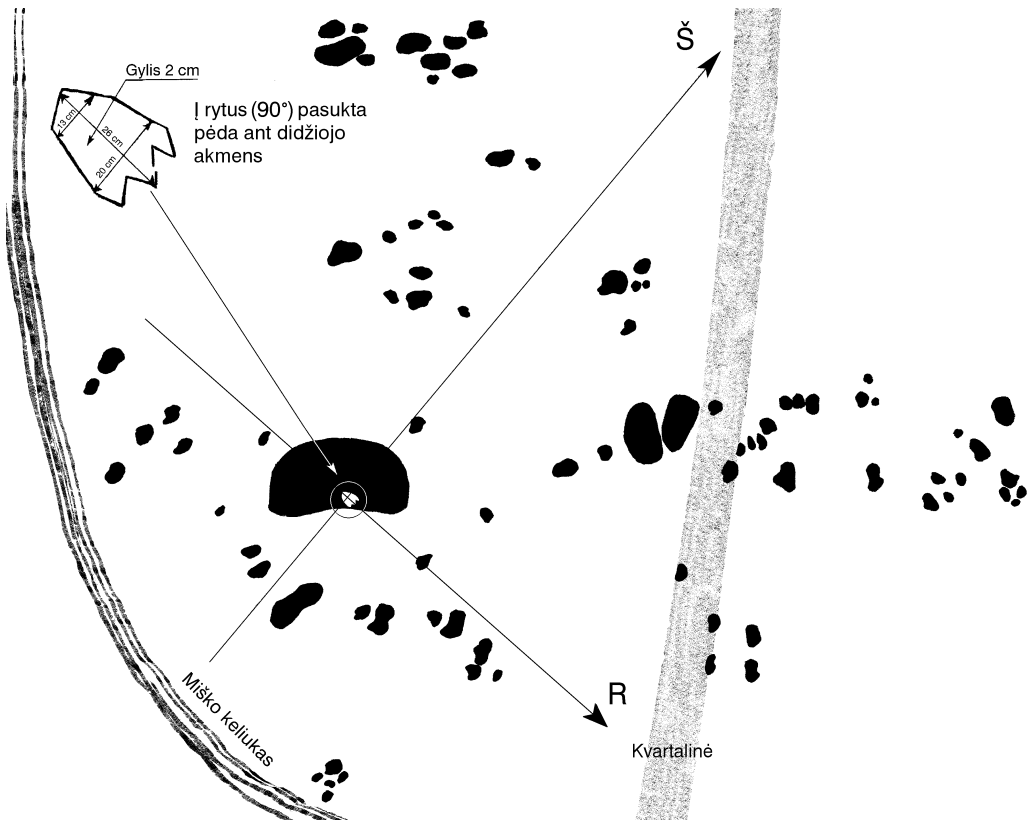 Š
Gylis 2 cm
Į rytus (90°) pasukta
pėda ant didžiojo
akmens
13 cm
26 cm
20 cm
R
Miško keliukas
Kvartalinė